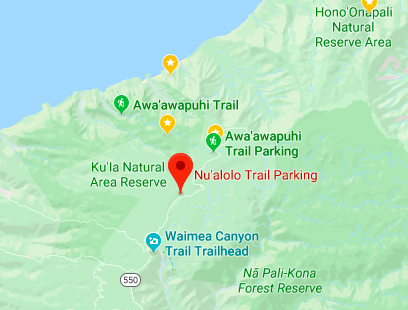 Hono'Onapali
Natural
Reserve Area
Awa'awapuhi Trail
Awa'awapuhi
Trail Parking
Ku'la Natural
Area Reserve
Nu'alolo Trail Parking
Waimea Canyon
Trail Trailhead
550
Nā Pali-Kona
Forest Reserve